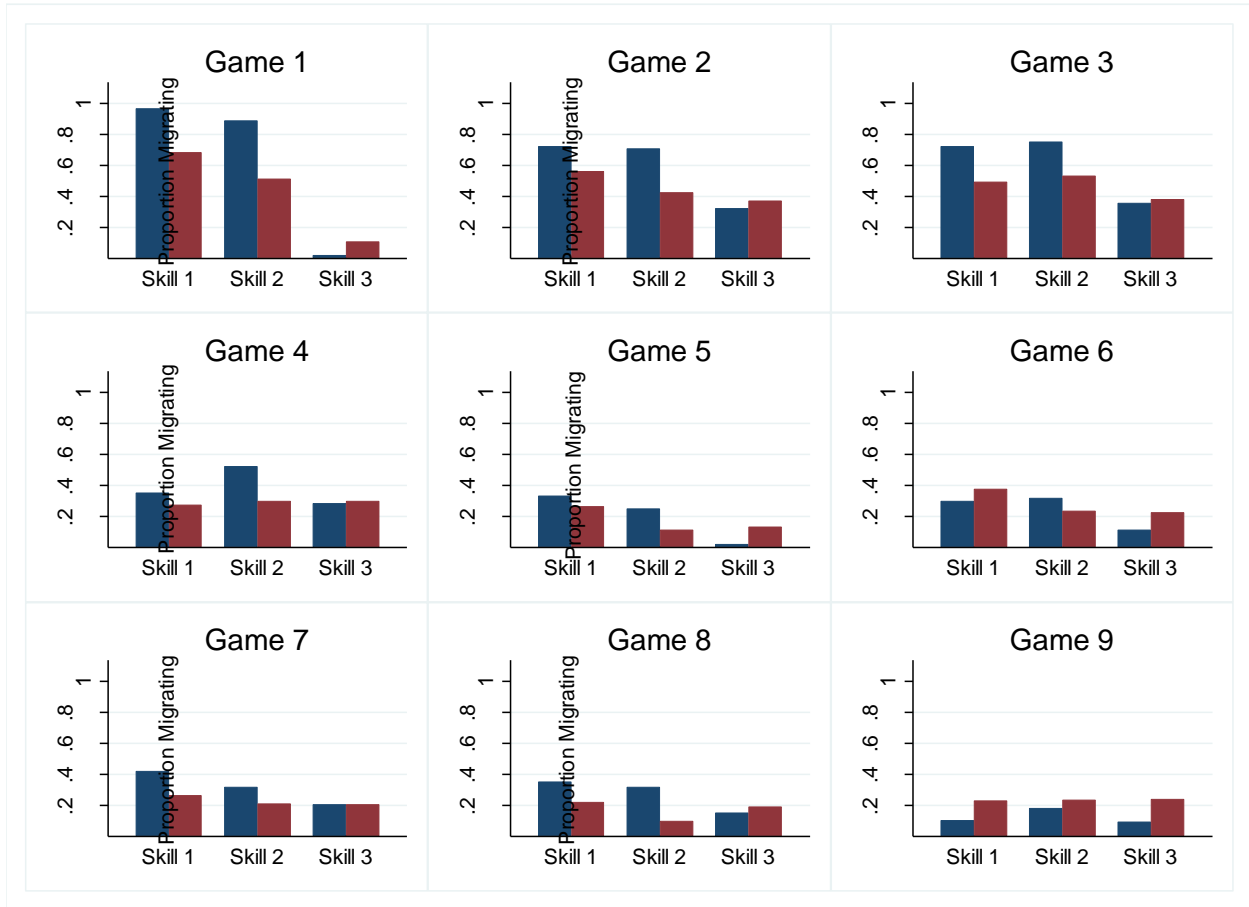 Game 1
Proportion Migrating
1
.8
.6
.4
.2
Skill 1 Skill 2 Skill 3
Game 2
Proportion Migrating
1
.8
.6
.4
.2
Skill 1 Skill 2 Skill 3
Game 3
1
.8
.6
.4
.2
Skill 1 Skill 2 Skill 3
Game 4
Proportion Migrating
1
.8
.6
.4
.2
Skill 1 Skill 2 Skill 3
Game 5
Proportion Migrating
1
.8
.6
.4
.2
Skill 1 Skill 2 Skill 3
Game 6
1
.8
.6
.4
.2
Skill 1 Skill 2 Skill 3
Game 7
Proportion Migrating
1
.8
.6
.4
.2
Skill 1 Skill 2 Skill 3
Game 8
Proportion Migrating
1
.8
.6
.4
.2
Skill 1 Skill 2 Skill 3
Game 9
1
.8
.6
.4
.2
Skill 1 Skill 2 Skill 3